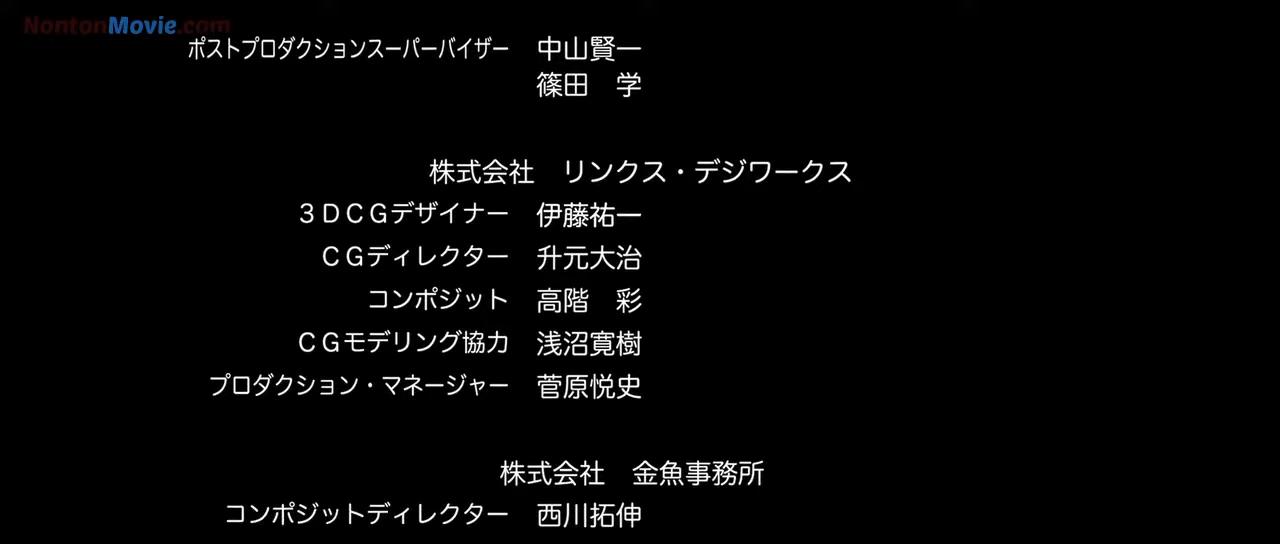 NontonMovie.com
ポストプロダクションスーパーバイザー　中山賢一
篠田　学
株式会社　リンクス・デジワークス
３ＤＣＧデザイナー　伊藤祐一
ＣＧディレクター　升元大治
コンポジット　高階　彩
ＣＧモデリング協力　浅沼寛樹
プロダクション・マネージャー　菅原悦史
株式会社　金魚事務所
コンポジットディレクター　西川拓伸